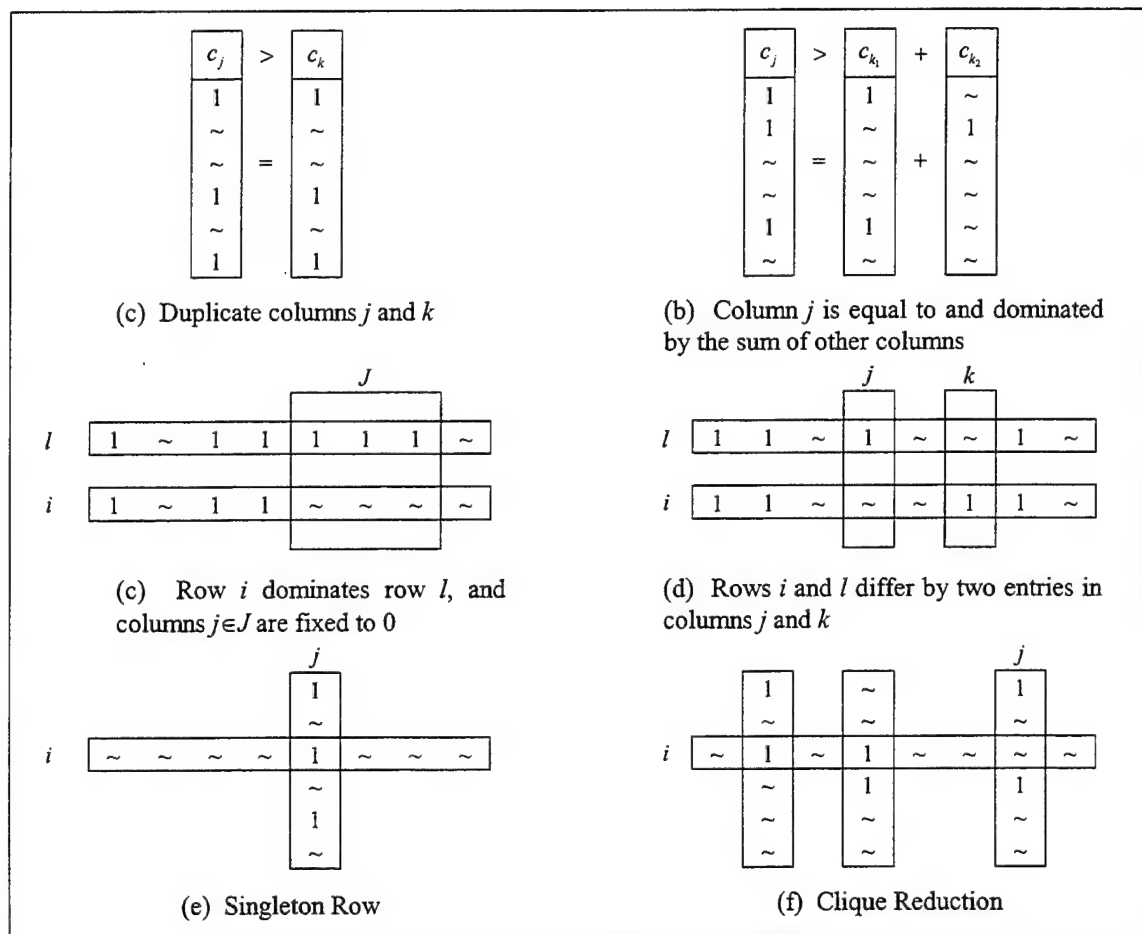 c_j > c_k
1 1
~ ~
~ = ~
1 1
~ ~
1 1
(c) Duplicate columns j and k
c_j > c_{k_1} + c_{k_2}
1 1 ~
1 ~ 1
~ = ~ + ~
~ ~ ~
1 1 ~
~ ~ ~
(b) Column j is equal to and dominated
by the sum of other columns
J
l 1 ~ 1 1 1 1 1 ~
i 1 ~ 1 1 ~ ~ ~ ~
(c) Row i dominates row l, and
columns j∈J are fixed to 0
j k
l 1 1 ~ 1 ~ ~ 1 ~
i 1 1 ~ ~ ~ 1 1 ~
(d) Rows i and l differ by two entries in
columns j and k
j
1
~
i ~ ~ ~ ~ 1 ~ ~ ~
~
1
~
(e) Singleton Row
j
1 ~ 1
~ ~ ~
i ~ 1 ~ 1 ~ ~ ~ ~
~ 1 1
~ ~ ~
~ ~ ~
(f) Clique Reduction